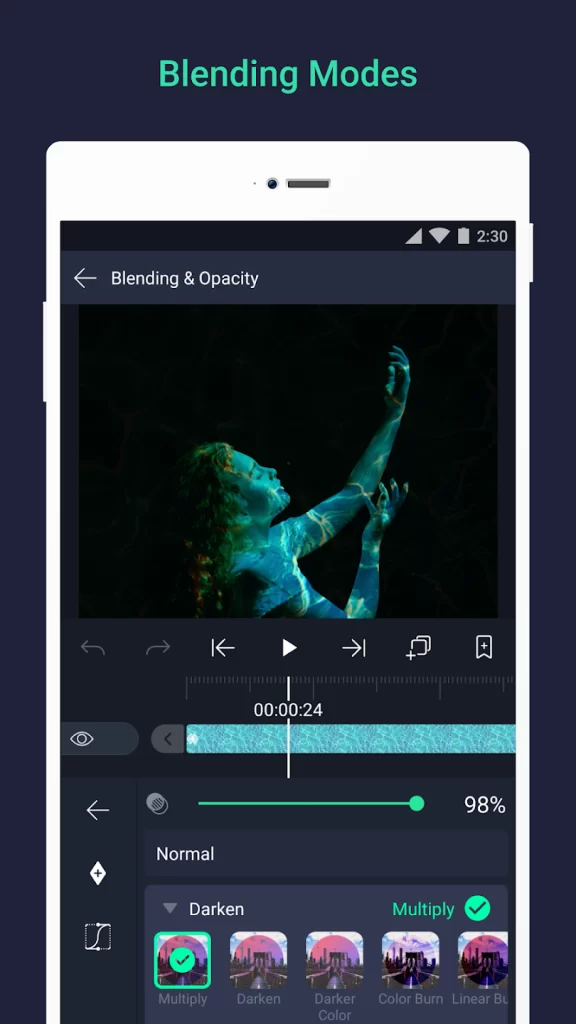 Blending Modes
2:30
Blending & Opacity
00:00:24
98%
Normal
Darken Multiply
Multiply Darken Darker Color Color Burn Linear Bu